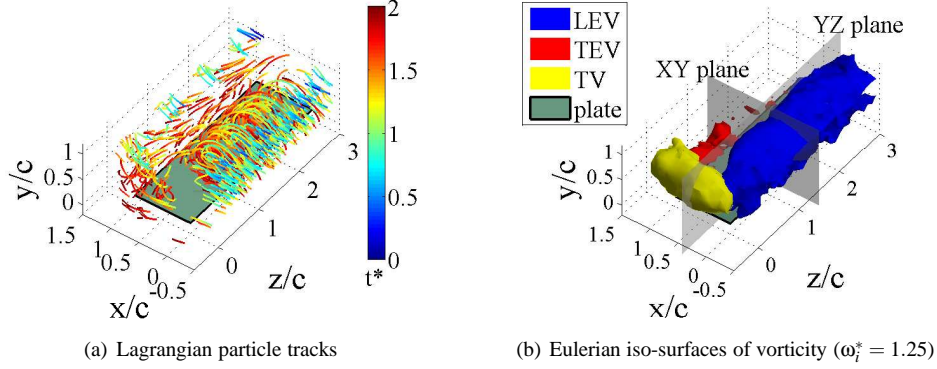 2
1.5
1
0.5
0
t*
y/c
1
0.5
0
1.5
1
0.5
0
-0.5
x/c
0
1
2
3
z/c
(a) Lagrangian particle tracks
LEV
TEV
TV
plate
XY plane
YZ plane
y/c
1
0.5
0
1.5
1
0.5
0
-0.5
x/c
0
1
2
3
z/c
(b) Eulerian iso-surfaces of vorticity (ω*ᵢ = 1.25)